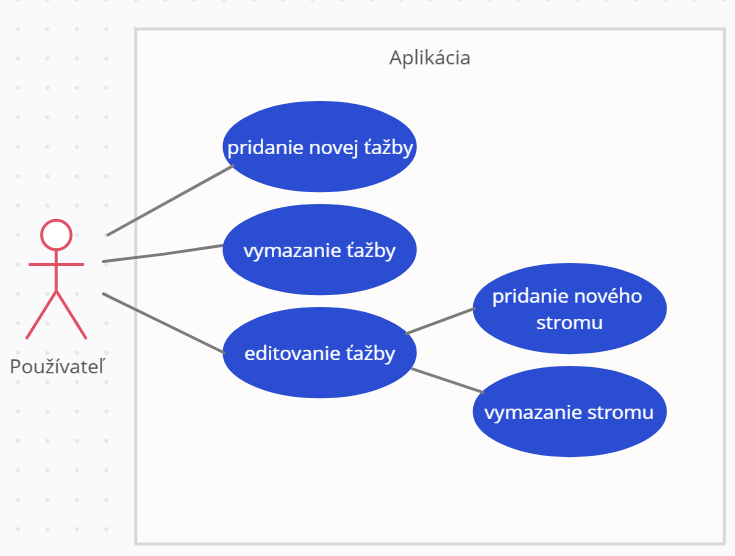 Aplikácia
pridanie novej ťažby
vymazanie ťažby
editovanie ťažby
pridanie nového
stromu
vymazanie stromu
Používateľ